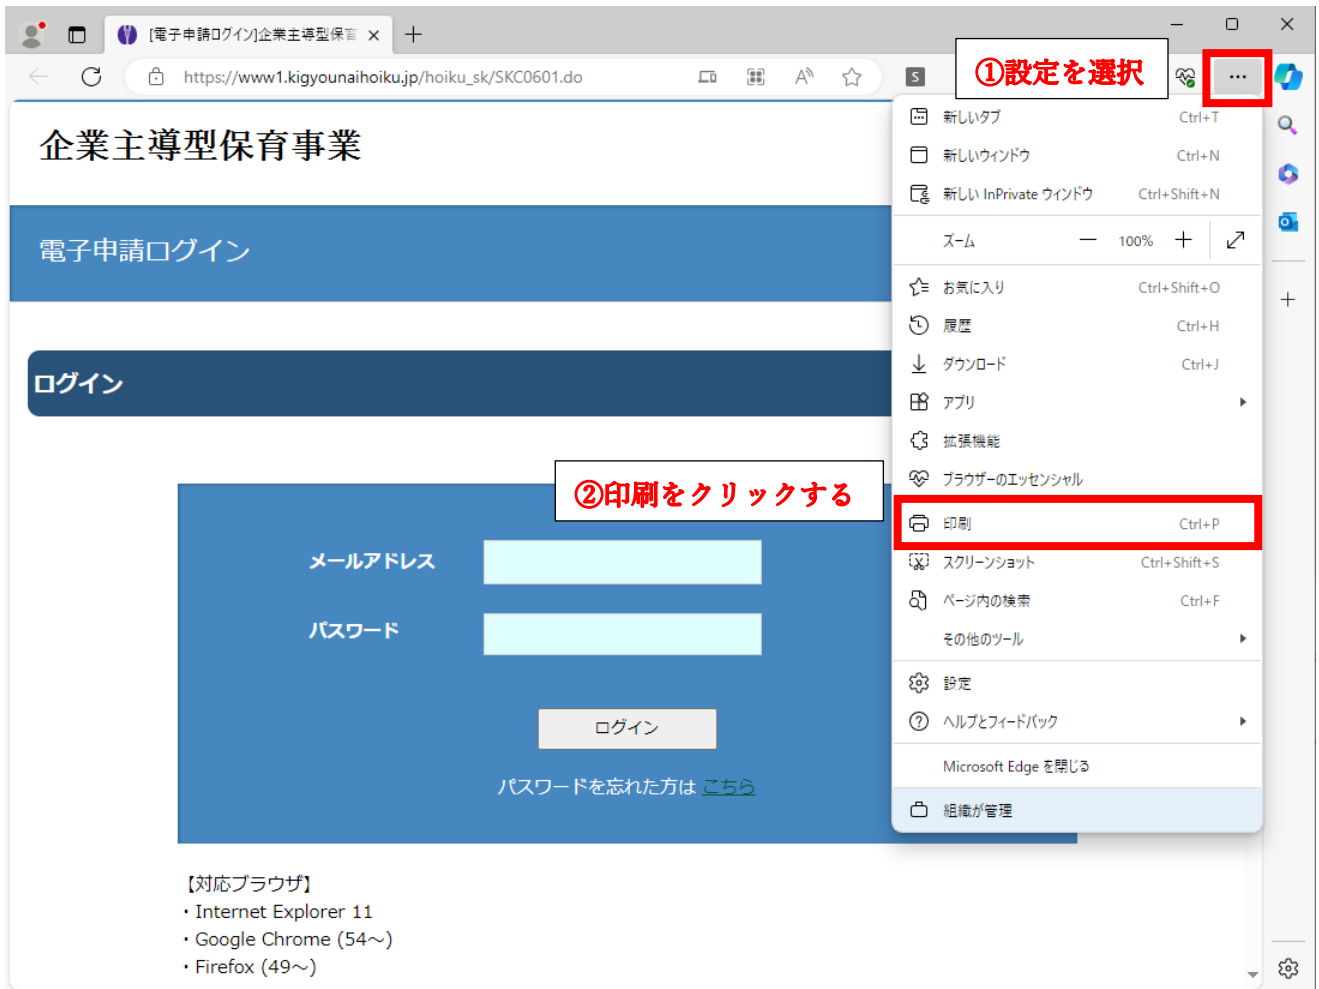 [電子申請ログイン]企業主導型保育
https://www1.kigyounaihoiku.jp/hoiku_sk/SKC0601.do
①設定を選択
企業主導型保育事業
電子申請ログイン
ログイン
②印刷をクリックする
メールアドレス
パスワード
ログイン
パスワードを忘れた方は こちら
【対応ブラウザ】
・Internet Explorer 11
・Google Chrome (54～)
・Firefox (49～)
新しいタブ Ctrl+T
新しいウィンドウ Ctrl+N
新しい InPrivate ウィンドウ Ctrl+Shift+N
ズーム 100%
お気に入り Ctrl+Shift+O
履歴 Ctrl+H
ダウンロード Ctrl+J
アプリ
拡張機能
ブラウザーのエッセンシャル
印刷 Ctrl+P
スクリーンショット Ctrl+Shift+S
ページ内の検索 Ctrl+F
その他のツール
設定
ヘルプとフィードバック
Microsoft Edge を閉じる
組織が管理